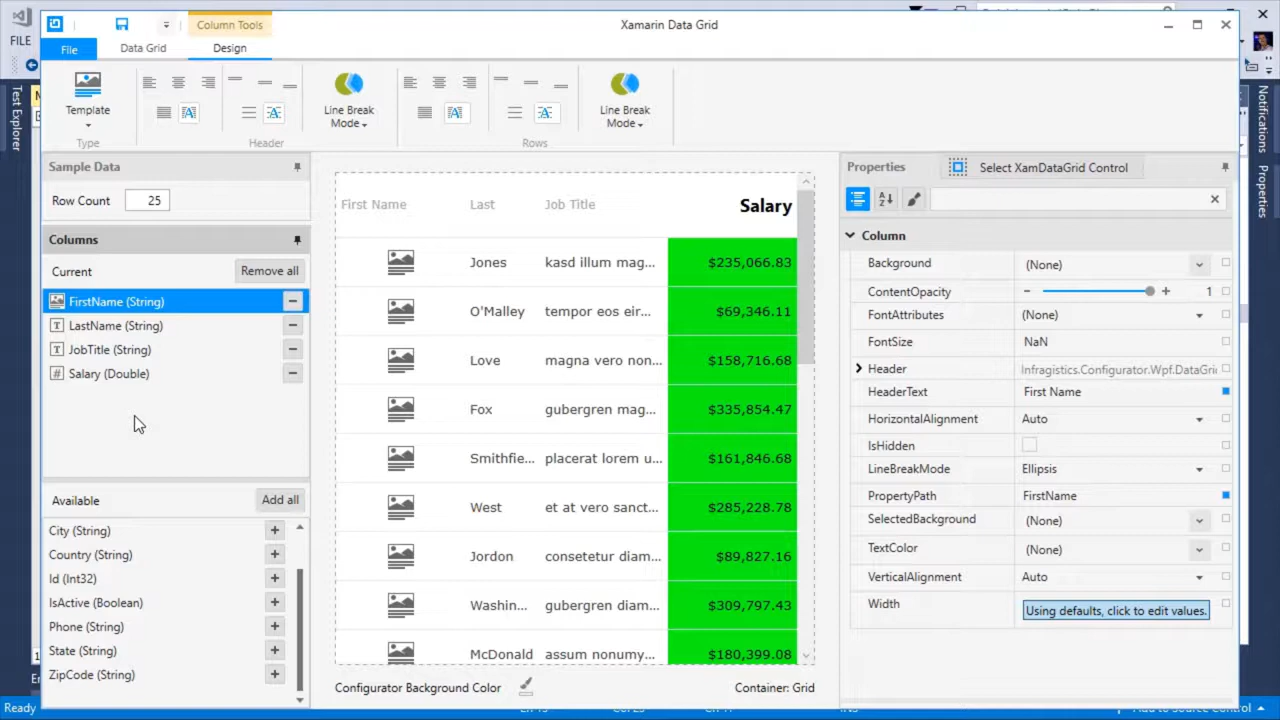 Column Tools
Xamarin Data Grid
FILE
File
Data Grid
Design
Template
Type
Header
Line Break
Mode
Rows
Line Break
Mode
Test Explorer
Notifications
Properties
Sample Data
Row Count
25
Columns
Current
Remove all
FirstName (String)
T LastName (String)
T JobTitle (String)
# Salary (Double)
Available
Add all
City (String)
Country (String)
Id (Int32)
IsActive (Boolean)
Phone (String)
State (String)
ZipCode (String)
First Name Last Job Title Salary
Jones kasd illum mag... $235,066.83
O'Malley tempor eos eir... $69,346.11
Love magna vero non... $158,716.68
Fox gubergren mag... $335,854.47
Smithfie... placerat lorem u... $161,846.68
West et at vero sanct... $285,228.78
Jordon consetetur diam... $89,827.16
Washin... gubergren diam... $309,797.43
McDonald assum nonumy... $180,399.08
Configurator Background Color
Container: Grid
Properties
Select XamDataGrid Control
Column
Background (None)
ContentOpacity 1
FontAttributes (None)
FontSize NaN
Header Infragistics.Configurator.Wpf.DataGri
HeaderText First Name
HorizontalAlignment Auto
IsHidden
LineBreakMode Ellipsis
PropertyPath FirstName
SelectedBackground (None)
TextColor (None)
VerticalAlignment Auto
Width Using defaults, click to edit values.
Ready